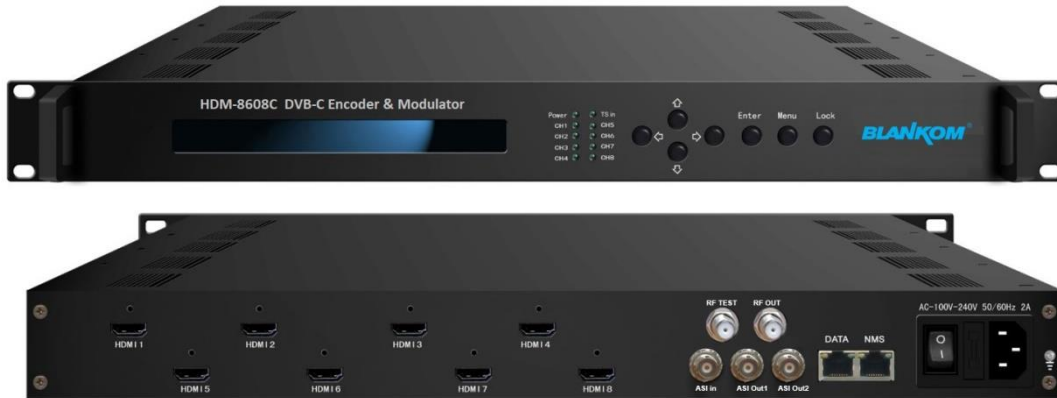 HDM-8608C DVB-C Encoder & Modulator
Power TS in
CH1 CH5
CH2 CH6
CH3 CH7
CH4 CH8
Enter Menu Lock
BLANKOM®
RF TEST RF OUT
AC-100V-240V 50/60Hz 2A
HDMI1 HDMI2 HDMI3 HDMI4
DATA NMS
HDMI5 HDMI6 HDMI7 HDMI8
ASI in ASI Out1 ASI Out2
O
I